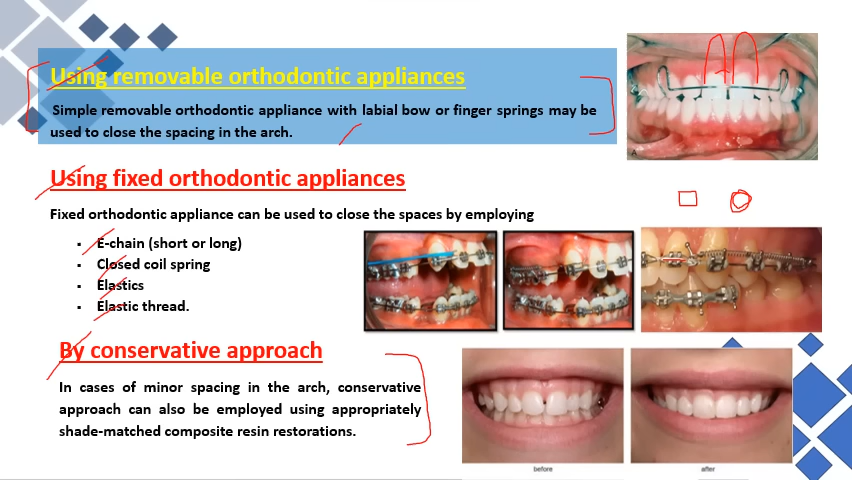 Using removable orthodontic appliances
Simple removable orthodontic appliance with labial bow or finger springs may be
used to close the spacing in the arch.
Using fixed orthodontic appliances
Fixed orthodontic appliance can be used to close the spaces by employing
▪ E-chain (short or long)
▪ Closed coil spring
▪ Elastics
▪ Elastic thread.
By conservative approach
In cases of minor spacing in the arch, conservative
approach can also be employed using appropriately
shade-matched composite resin restorations.
A
before
after